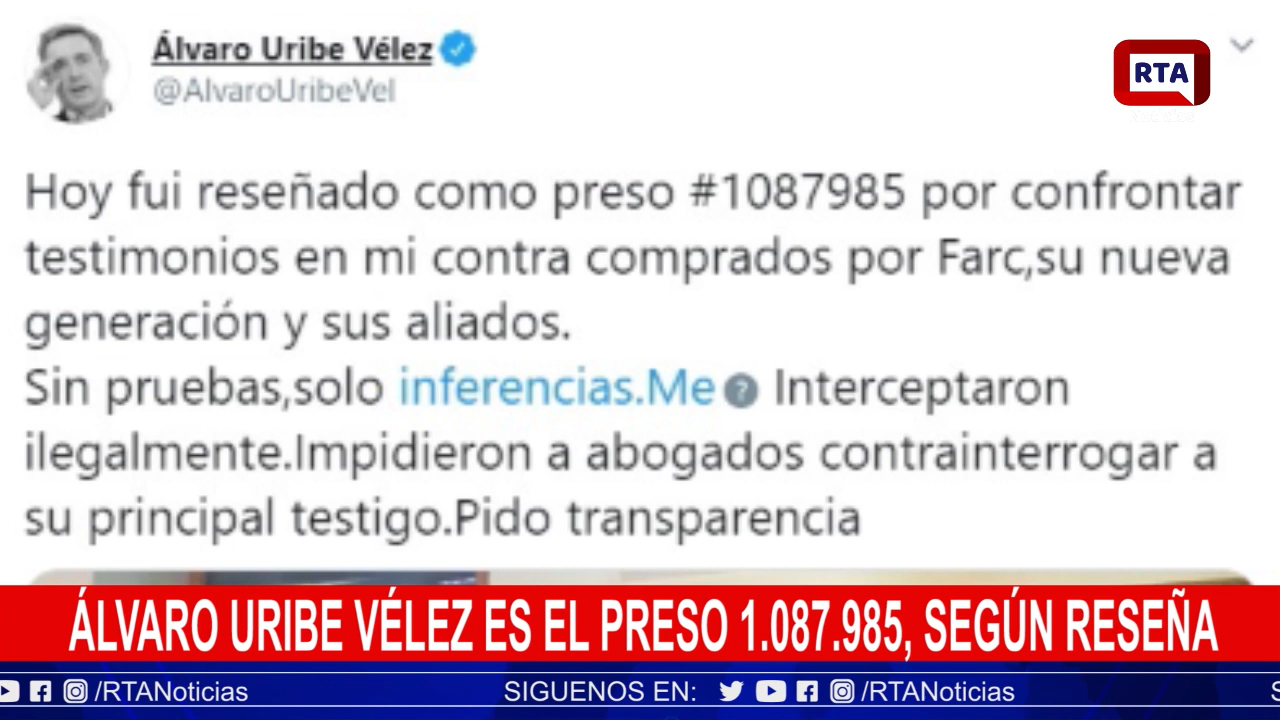 Álvaro Uribe Vélez
@AlvaroUribeVel
RTA
Hoy fui reseñado como preso #1087985 por confrontar
testimonios en mi contra comprados por Farc,su nueva
generación y sus aliados.
Sin pruebas,solo inferencias.Me ? Interceptaron
ilegalmente.Impidieron a abogados contrainterrogar a
su principal testigo.Pido transparencia
ÁLVARO URIBE VÉLEZ ES EL PRESO 1.087.985, SEGÚN RESEÑA
/RTANoticias SIGUENOS EN: /RTANoticias S